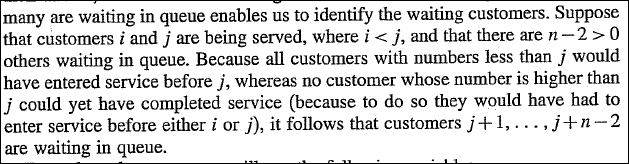 many are waiting in queue enables us to identify the waiting customers. Suppose
that customers i and j are being served, where i < j, and that there are n−2 > 0
others waiting in queue. Because all customers with numbers less than j would
have entered service before j, whereas no customer whose number is higher than
j could yet have completed service (because to do so they would have had to
enter service before either i or j), it follows that customers j+1, . . . , j+n−2
are waiting in queue.